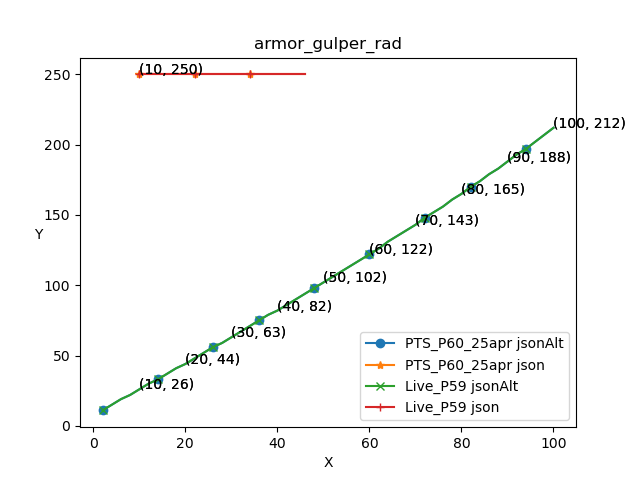 armor_gulper_rad
250
200
150
100
50
0
Y
(10, 250)
(100, 212)
(90, 188)
(80, 165)
(70, 143)
(60, 122)
(50, 102)
(40, 82)
(30, 63)
(20, 44)
(10, 26)
PTS_P60_25apr jsonAlt
PTS_P60_25apr json
Live_P59 jsonAlt
Live_P59 json
0 20 40 60 80 100
X